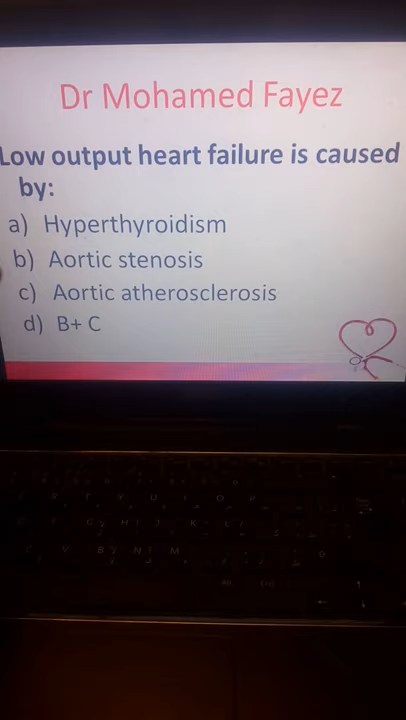 Dr Mohamed Fayez
Low output heart failure is caused
by:
a) Hyperthyroidism
b) Aortic stenosis
c) Aortic atherosclerosis
d) B+ C